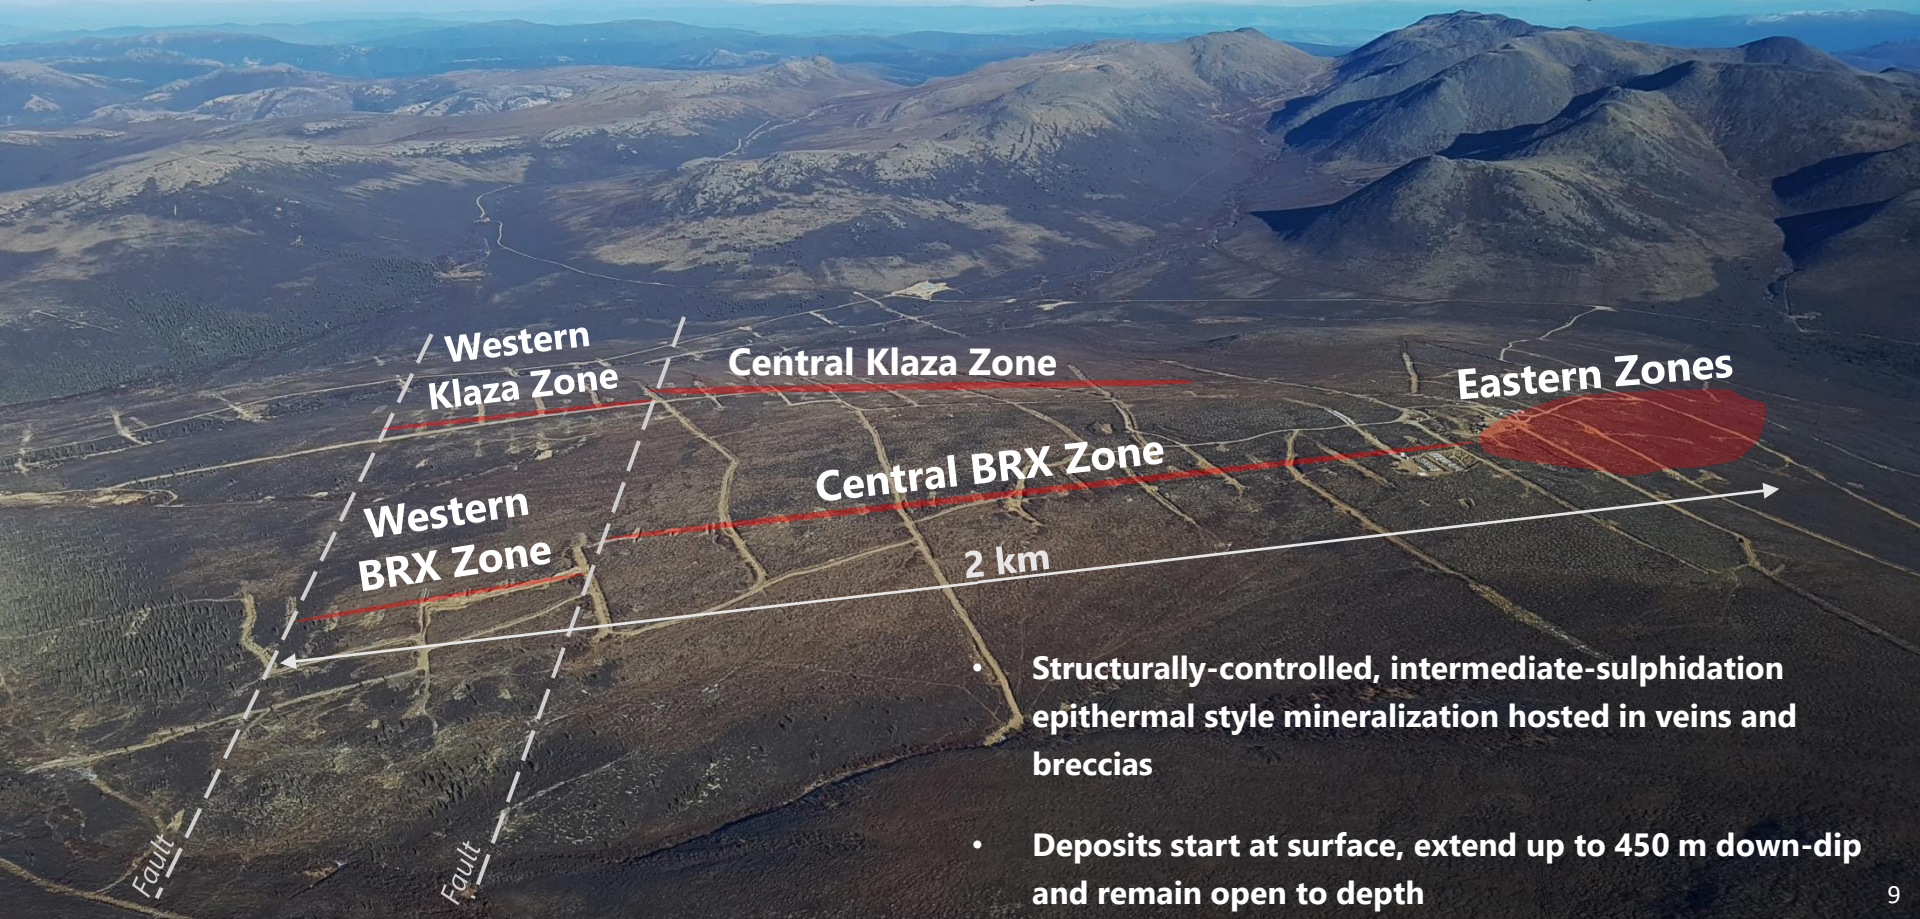 Western
Klaza Zone
Central Klaza Zone
Eastern Zones
Central BRX Zone
Western
BRX Zone
2 km
• Structurally-controlled, intermediate-sulphidation
epithermal style mineralization hosted in veins and
breccias
• Deposits start at surface, extend up to 450 m down-dip
and remain open to depth
Fault
Fault
9